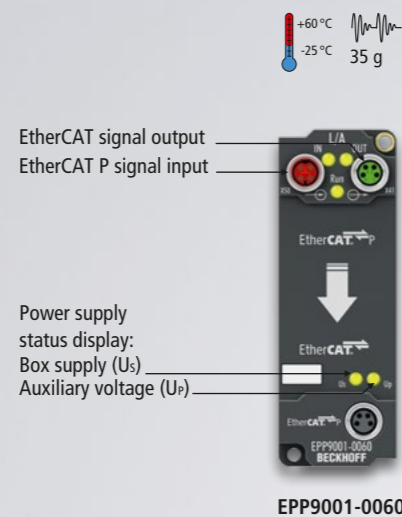 +60 °C
-25 °C
35 g
EtherCAT signal output
EtherCAT P signal input
L/A
IN
OUT
Run
X50
EtherCAT P
EtherCAT
Power supply
status display:
Box supply (Us)
Auxiliary voltage (UP)
Us
Up
EtherCAT P
EPP9001-0060
BECKHOFF
EPP9001-0060